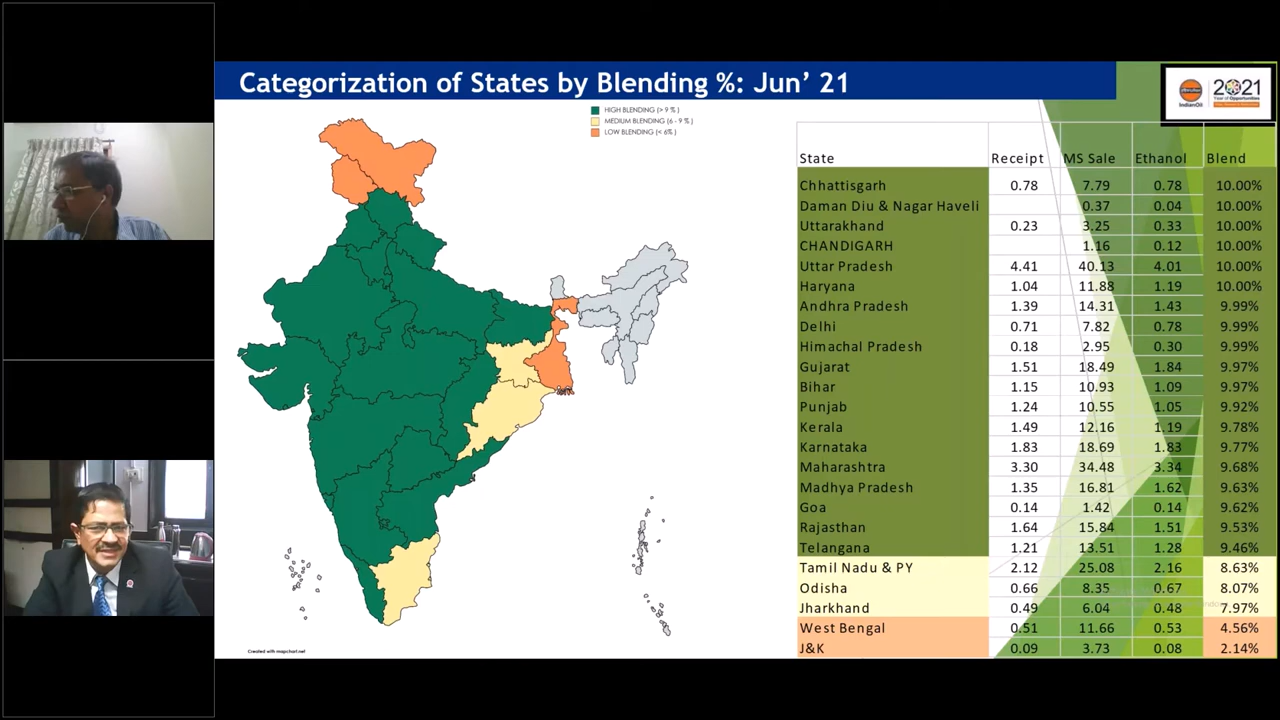 Categorization of States by Blending %: Jun' 21
IndianOil
2021
HIGH BLENDING (> 9 % )
MEDIUM BLENDING (6 - 9 % )
LOW BLENDING (< 6% )
State Receipt MS Sale Ethanol Blend
Chhattisgarh 0.78 7.79 0.78 10.00%
Daman Diu & Nagar Haveli 0.37 0.04 10.00%
Uttarakhand 0.23 3.25 0.33 10.00%
CHANDIGARH 1.16 0.12 10.00%
Uttar Pradesh 4.41 40.13 4.01 10.00%
Haryana 1.04 11.88 1.19 10.00%
Andhra Pradesh 1.39 14.31 1.43 9.99%
Delhi 0.71 7.82 0.78 9.99%
Himachal Pradesh 0.18 2.95 0.30 9.99%
Gujarat 1.51 18.49 1.84 9.97%
Bihar 1.15 10.93 1.09 9.97%
Punjab 1.24 10.55 1.05 9.92%
Kerala 1.49 12.16 1.19 9.78%
Karnataka 1.83 18.69 1.83 9.77%
Maharashtra 3.30 34.48 3.34 9.68%
Madhya Pradesh 1.35 16.81 1.62 9.63%
Goa 0.14 1.42 0.14 9.62%
Rajasthan 1.64 15.84 1.51 9.53%
Telangana 1.21 13.51 1.28 9.46%
Tamil Nadu & PY 2.12 25.08 2.16 8.63%
Odisha 0.66 8.35 0.67 8.07%
Jharkhand 0.49 6.04 0.48 7.97%
West Bengal 0.51 11.66 0.53 4.56%
J&K 0.09 3.73 0.08 2.14%
Created with mapchart.net